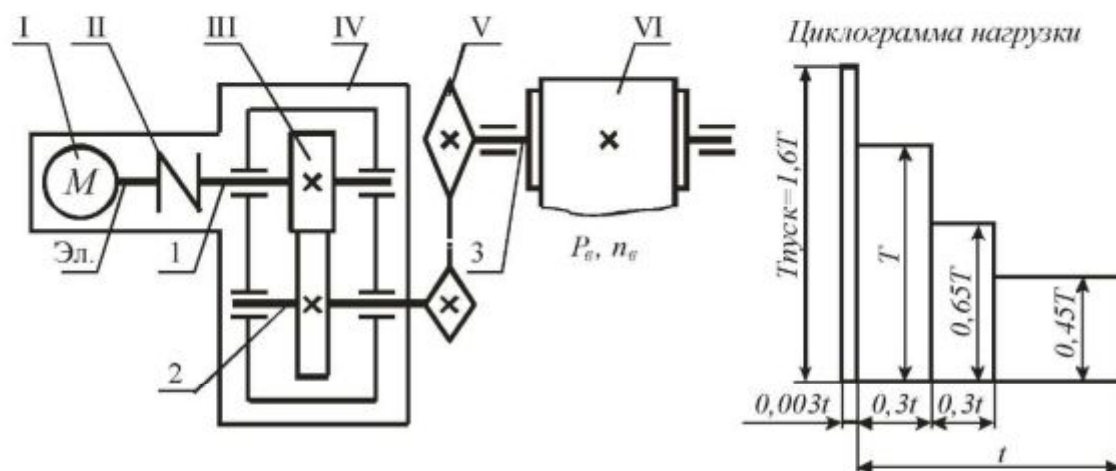 I II III IV V VI
Циклограмма нагрузки
M
Эл. 1 3 Pв, nв
2
Tпуск=1,6T
T
0,65T
0,45T
0,003t 0,3t 0,3t
t